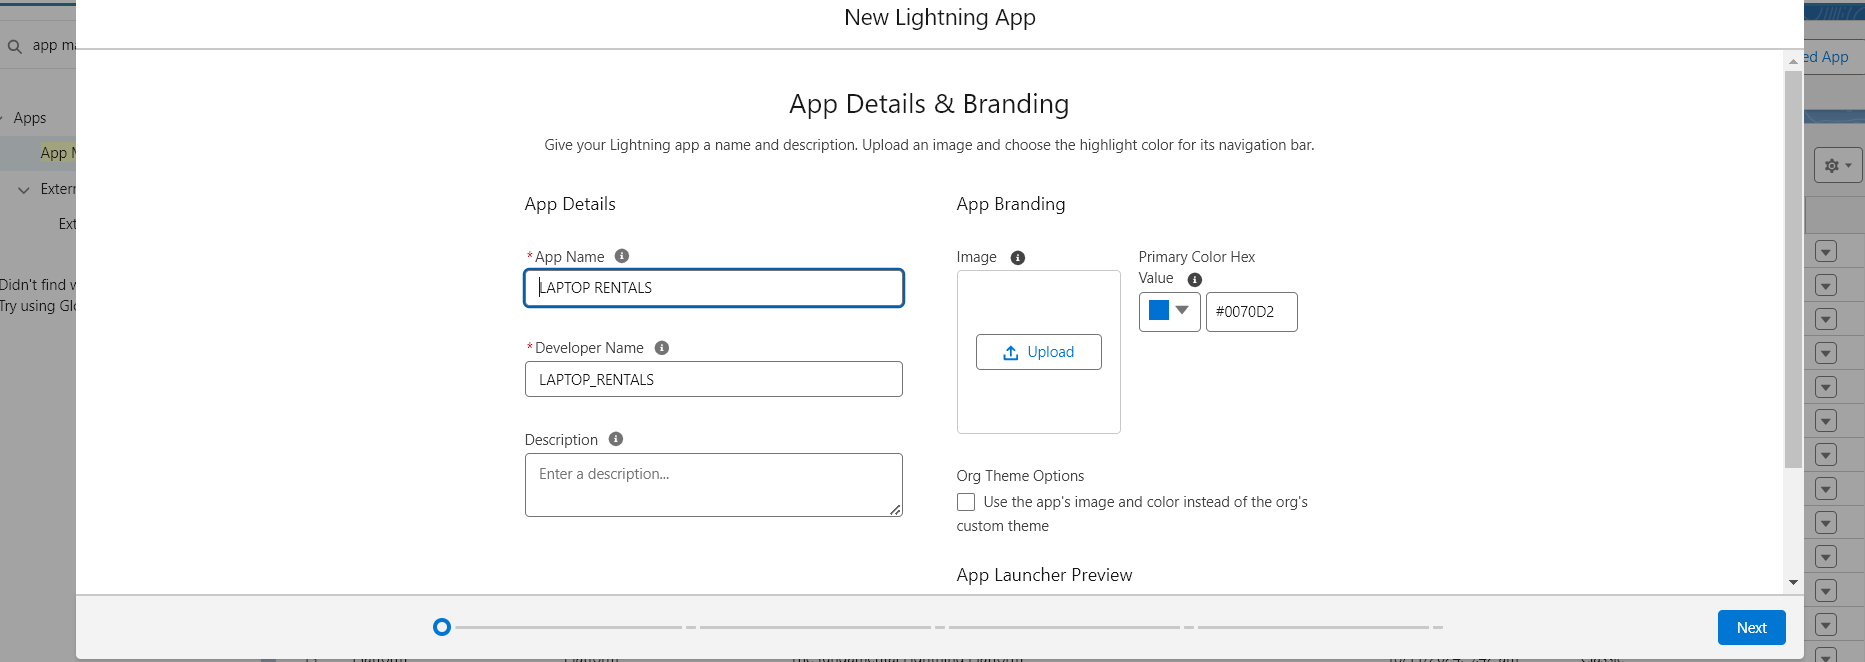 New Lightning App
app
ed App
App Details & Branding
Give your Lightning app a name and description. Upload an image and choose the highlight color for its navigation bar.
Apps
App
App Details
App Branding
*App Name
Image
Primary Color Hex
Value
LAPTOP RENTALS
#0070D2
Upload
*Developer Name
LAPTOP_RENTALS
Description
Enter a description...
Didn't find
Try using
Org Theme Options
Use the app's image and color instead of the org's
custom theme
App Launcher Preview
Next